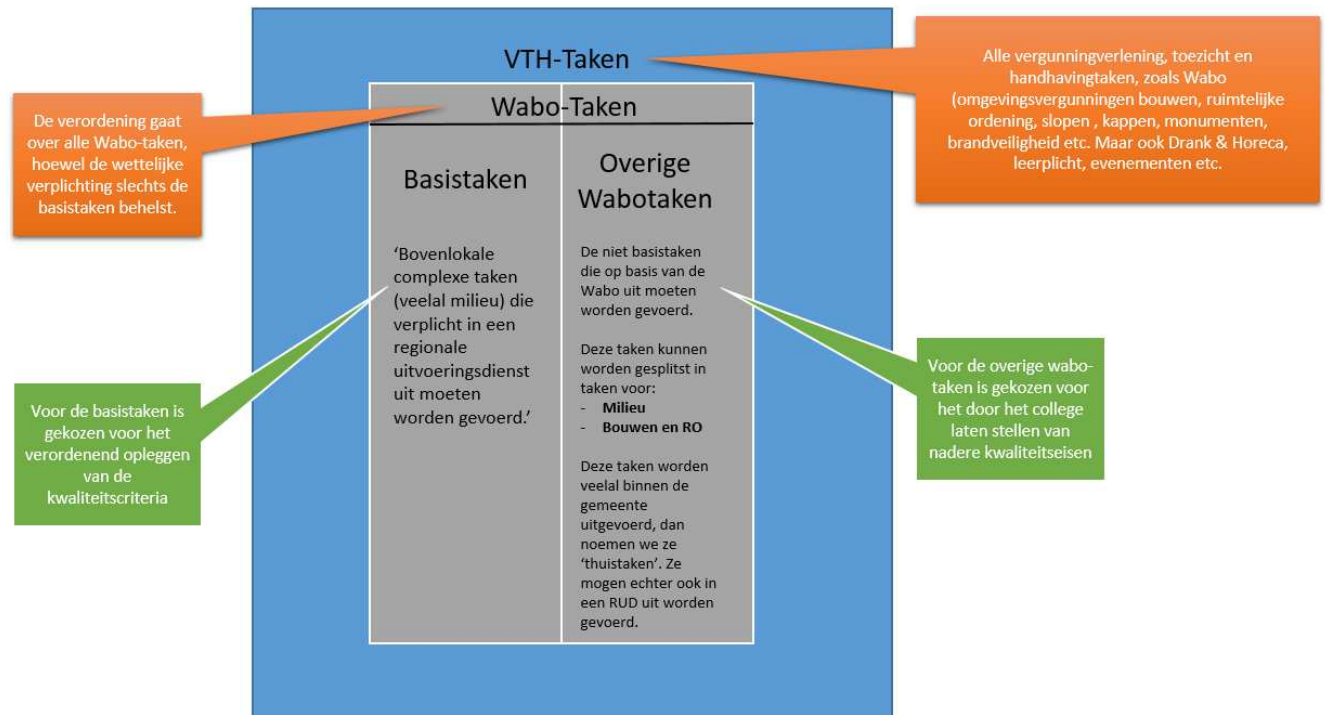 VTH-Taken
Wabo-Taken
Basistaken
'Bovenlokale
complexe taken
(veelal milieu) die
verplicht in een
regionale
uitvoeringsdienst
uit moeten
worden gevoerd.'
Overige
Wabotaken
De niet basistaken
die op basis van de
Wabo uit moeten
worden gevoerd.
Deze taken kunnen
worden gesplitst in
taken voor:
- Milieu
- Bouwen en RO
Deze taken worden
veelal binnen de
gemeente
uitgevoerd, dan
noemen we ze
'thuistaken'. Ze
mogen echter ook in
een RUD uit worden
gevoerd.
De verordening gaat
over alle Wabo-taken,
hoewel de wettelijke
verplichting slechts de
basistaken behelst.
Voor de basistaken is
gekozen voor het
verordenend opleggen
van de
kwaliteitscriteria
Alle vergunningverlening, toezicht en
handhavingtaken, zoals Wabo
(omgevingsvergunningen bouwen, ruimtelijke
ordening, slopen , kappen, monumenten,
brandveiligheid etc. Maar ook Drank & Horeca,
leerplicht, evenementen etc.
Voor de overige wabo-
taken is gekozen voor
het door het college
laten stellen van
nadere kwaliteitseisen